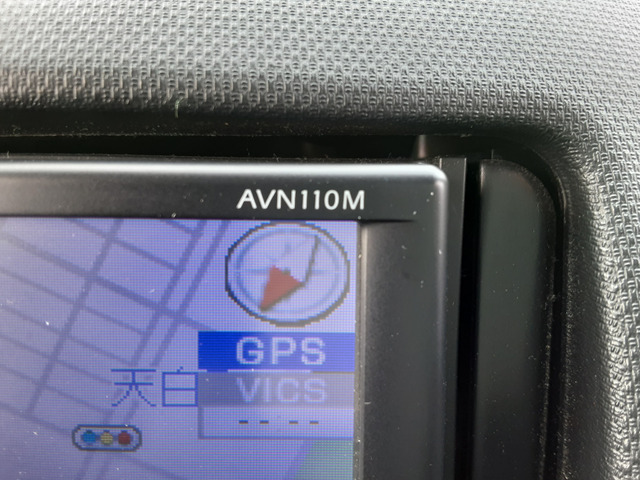 AVN110M
GPS
天白
VICS
----